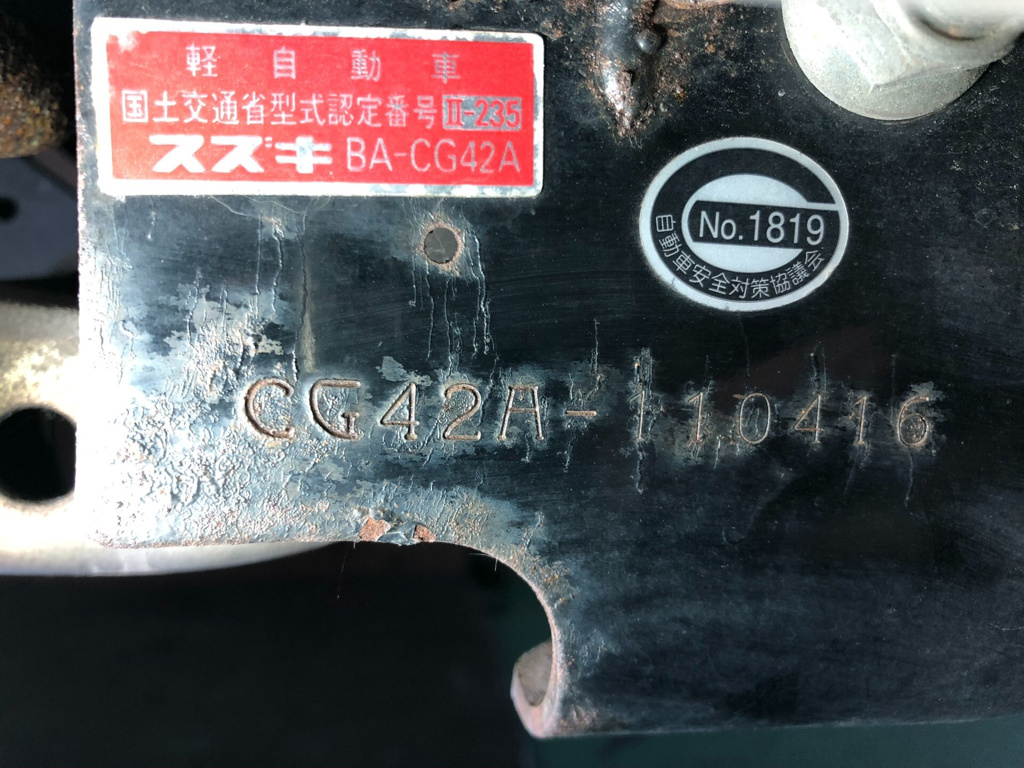 軽自動車
国土交通省型式認定番号 II-235
スズキ BA-CG42A
No.1819
自動車安全対策協議会
CG42A-110416